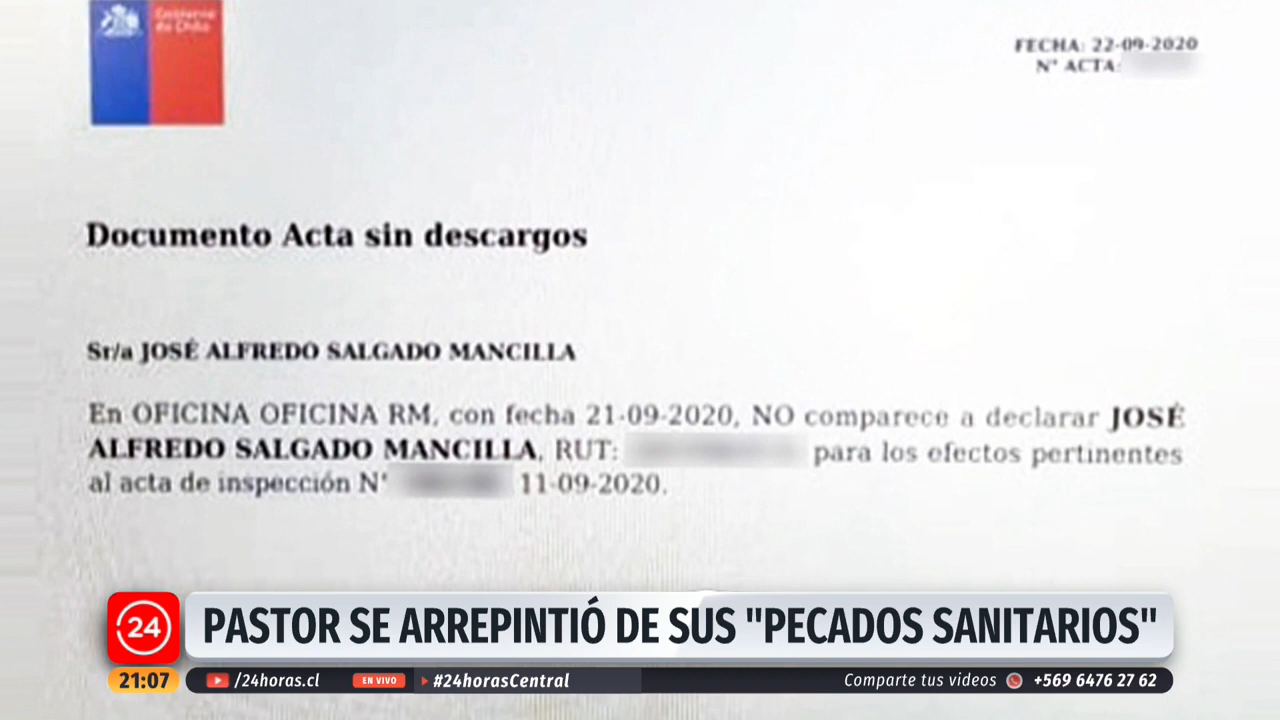 Gobierno
de Chile
FECHA: 22-09-2020
N° ACTA:
Documento Acta sin descargos
Sr/a JOSÉ ALFREDO SALGADO MANCILLA
En OFICINA OFICINA RM, con fecha 21-09-2020, NO comparece a declarar JOSÉ
ALFREDO SALGADO MANCILLA, RUT: para los efectos pertinentes
al acta de inspección N° 11-09-2020.
24 PASTOR SE ARREPINTIÓ DE SUS "PECADOS SANITARIOS"
21:07 /24horas.cl EN VIVO #24horasCentral Comparte tus videos +569 6476 27 62